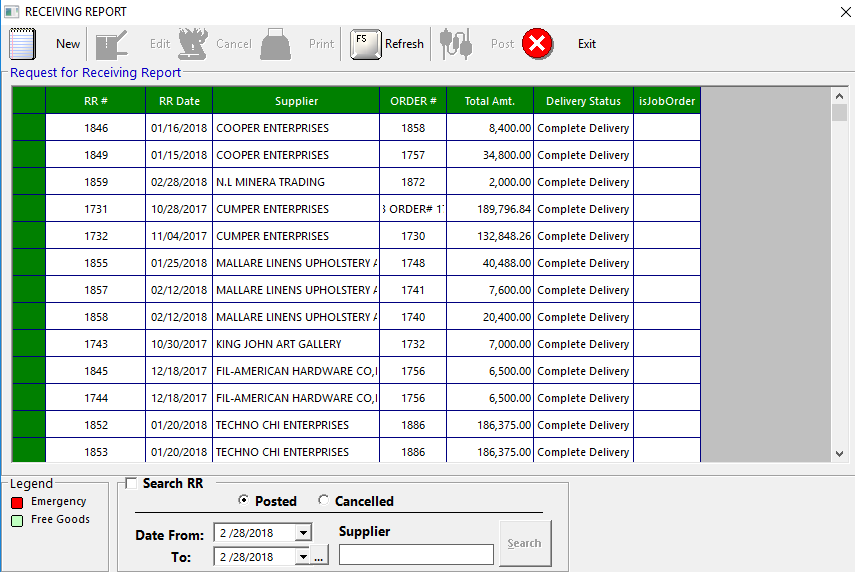 RECEIVING REPORT
New Edit Cancel Print F5 Refresh Post Exit
Request for Receiving Report
RR # RR Date Supplier ORDER # Total Amt. Delivery Status isJobOrder
1846 01/16/2018 COOPER ENTERPRISES 1858 8,400.00 Complete Delivery
1849 01/15/2018 COOPER ENTERPRISES 1757 34,800.00 Complete Delivery
1859 02/28/2018 N.L MINERA TRADING 1872 2,000.00 Complete Delivery
1731 10/28/2017 CUMPER ENTERPRISES ORDER# 189,796.84 Complete Delivery
1732 11/04/2017 CUMPER ENTERPRISES 1730 132,848.26 Complete Delivery
1855 01/25/2018 MALLARE LINENS UPHOLSTERY 1748 40,488.00 Complete Delivery
1857 02/12/2018 MALLARE LINENS UPHOLSTERY 1741 7,600.00 Complete Delivery
1858 02/12/2018 MALLARE LINENS UPHOLSTERY 1740 20,400.00 Complete Delivery
1743 10/30/2017 KING JOHN ART GALLERY 1732 7,000.00 Complete Delivery
1845 12/18/2017 FIL-AMERICAN HARDWARE CO, 1756 6,500.00 Complete Delivery
1744 12/18/2017 FIL-AMERICAN HARDWARE CO, 1756 6,500.00 Complete Delivery
1852 01/20/2018 TECHNO CHI ENTERPRISES 1886 186,375.00 Complete Delivery
1853 01/20/2018 TECHNO CHI ENTERPRISES 1886 186,375.00 Complete Delivery
Legend
Emergency
Free Goods
Search RR
Posted Cancelled
Date From: 2 /28/2018 Supplier
To: 2 /28/2018 ... Search